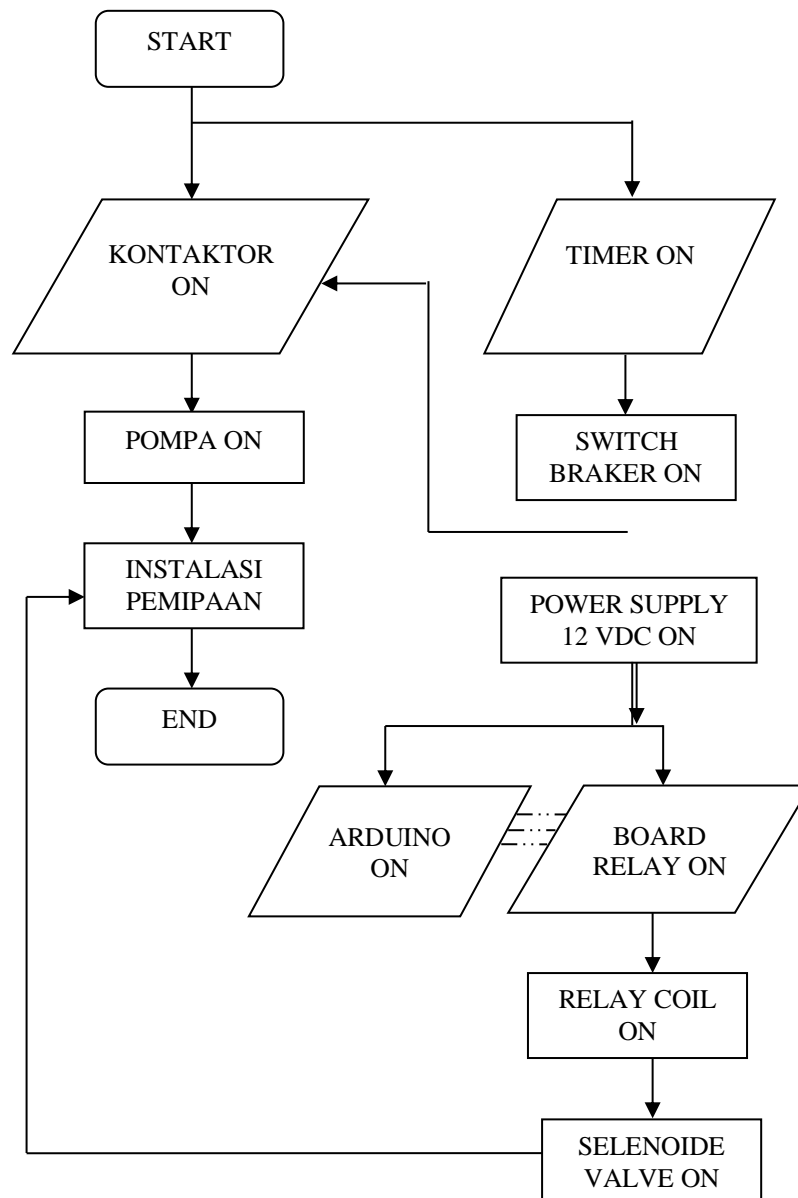 START
KONTAKTOR
ON
TIMER ON
POMPA ON
SWITCH
BRAKER ON
INSTALASI
PEMIPAAN
POWER SUPPLY
12 VDC ON
END
ARDUINO
ON
BOARD
RELAY ON
RELAY COIL
ON
SELENOIDE
VALVE ON